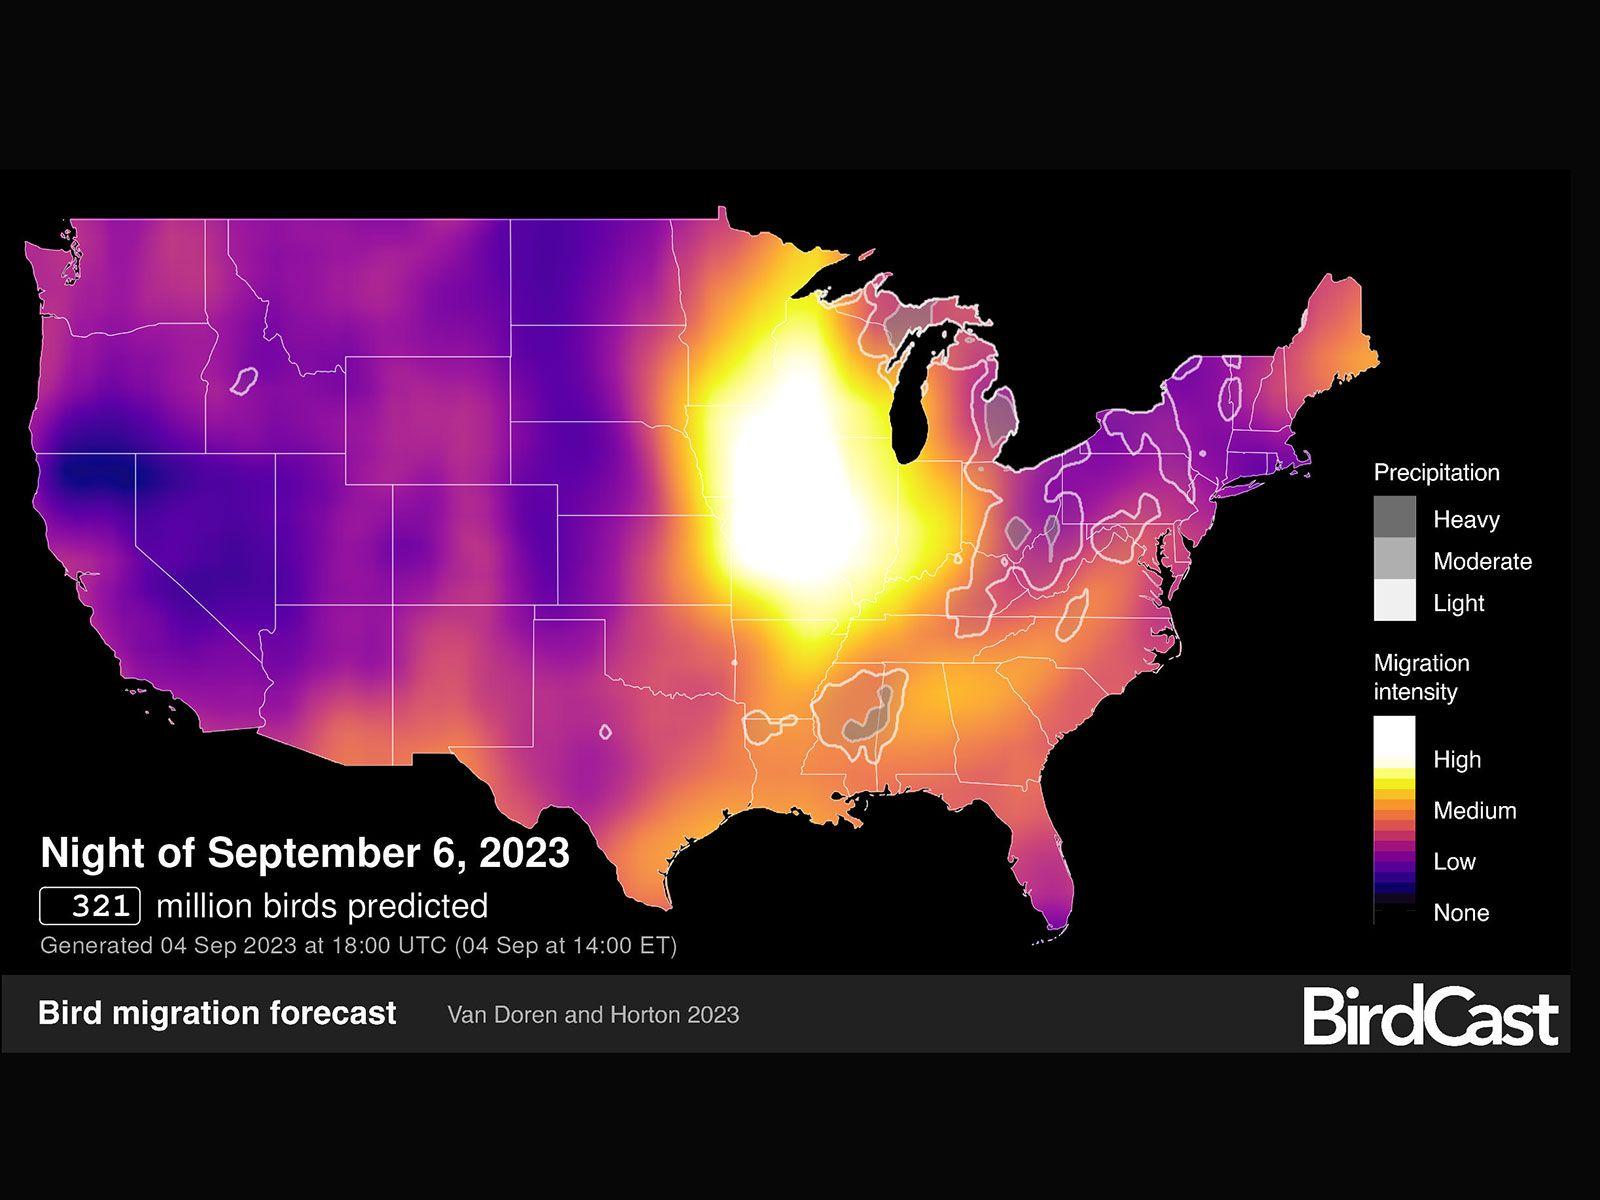 Precipitation
Heavy
Moderate
Light
Migration
intensity
High
Medium
Low
None
Night of September 6, 2023
321 million birds predicted
Generated 04 Sep 2023 at 18:00 UTC (04 Sep at 14:00 ET)
Bird migration forecast Van Doren and Horton 2023
BirdCast